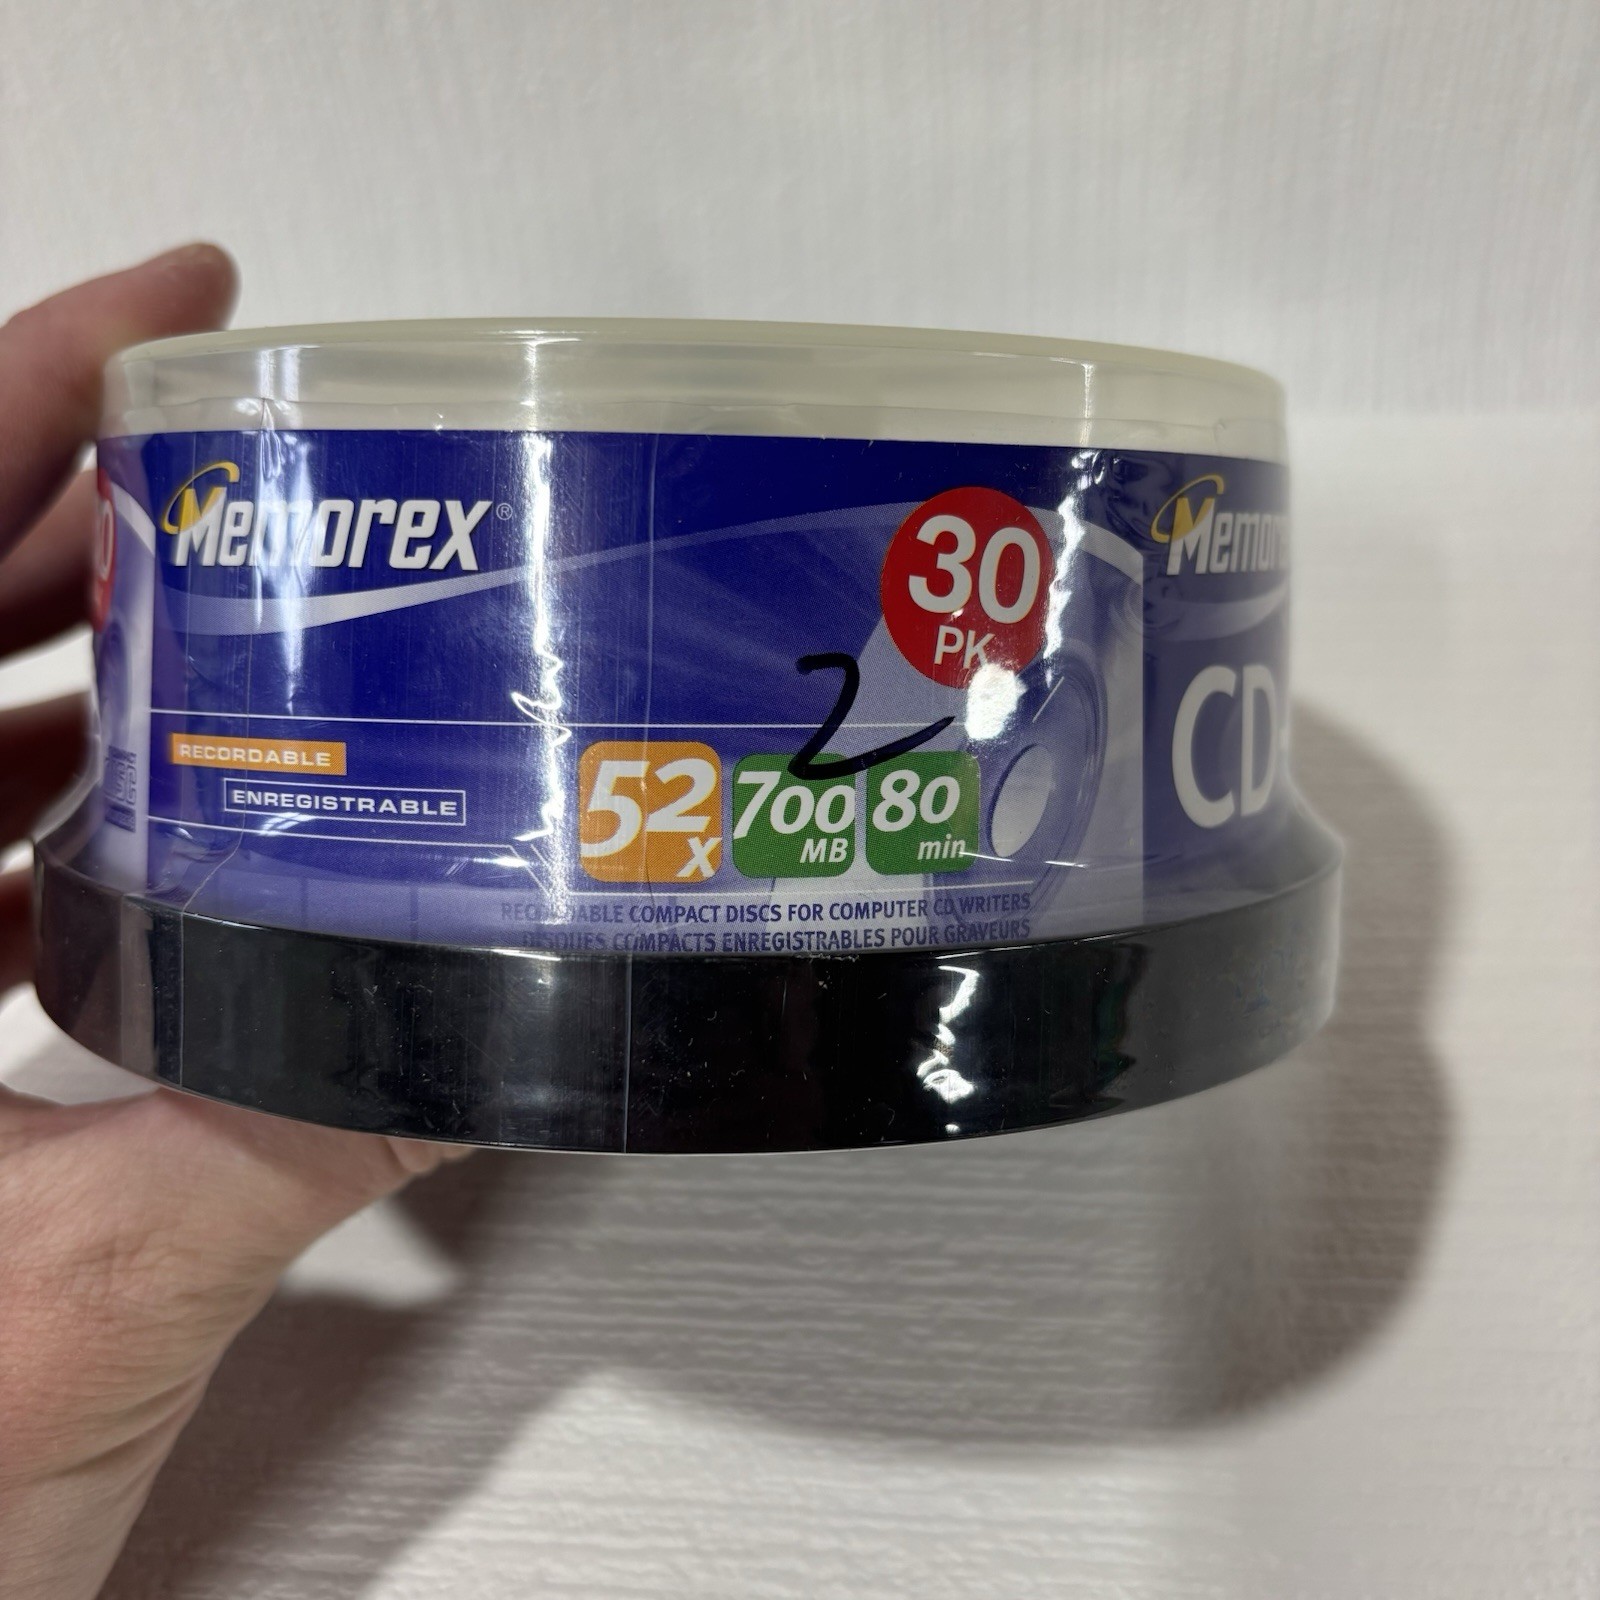 Memorex®
30
PK
2
RECORDABLE
ENREGISTRABLE
52
x
700
MB
80
min
RECORDABLE COMPACT DISCS FOR COMPUTER CD WRITERS
DISQUES COMPACTS ENREGISTRABLES POUR GRAVEURS
Memorex
CD-